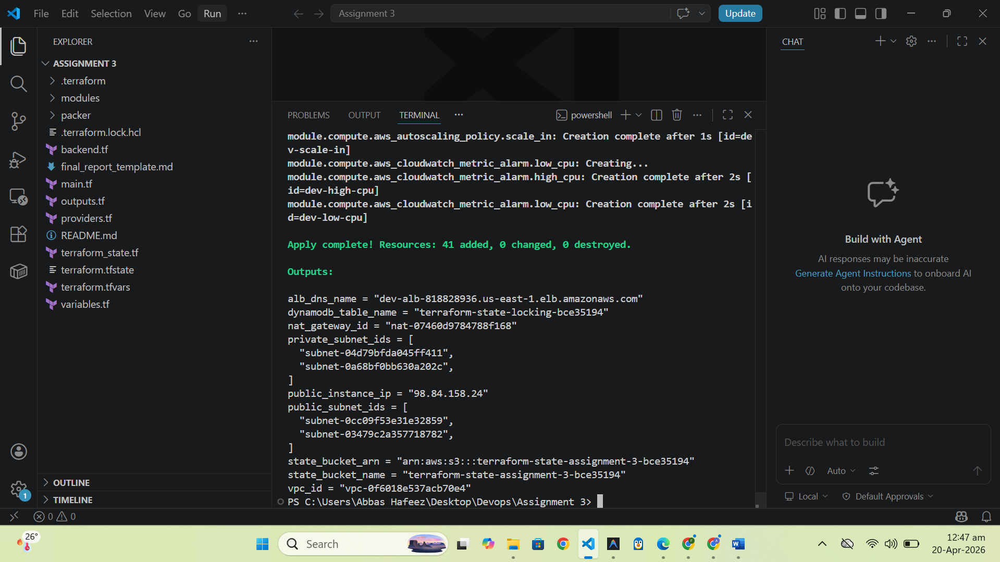 File Edit Selection View Go Run ···
Assignment 3
Update
EXPLORER
ASSIGNMENT 3
.terraform
modules
packer
.terraform.lock.hcl
backend.tf
final_report_template.md
main.tf
outputs.tf
providers.tf
README.md
terraform_state.tf
terraform.tfstate
terraform.tfvars
variables.tf
OUTLINE
TIMELINE
1
PROBLEMS OUTPUT TERMINAL ···
powershell
module.compute.aws_autoscaling_policy.scale_in: Creation complete after 1s [id=de
v-scale-in]
module.compute.aws_cloudwatch_metric_alarm.low_cpu: Creating...
module.compute.aws_cloudwatch_metric_alarm.high_cpu: Creation complete after 2s [
id=dev-high-cpu]
module.compute.aws_cloudwatch_metric_alarm.low_cpu: Creation complete after 2s [i
d=dev-low-cpu]
Apply complete! Resources: 41 added, 0 changed, 0 destroyed.
Outputs:
alb_dns_name = "dev-alb-818828936.us-east-1.elb.amazonaws.com"
dynamodb_table_name = "terraform-state-locking-bce35194"
nat_gateway_id = "nat-07460d9784788f168"
private_subnet_ids = [
"subnet-04d79bfda045ff411",
"subnet-0a68bf0bb630a202c",
]
public_instance_ip = "98.84.158.24"
public_subnet_ids = [
"subnet-0cc09f53e31e32859",
"subnet-03479c2a357718782",
]
state_bucket_arn = "arn:aws:s3:::terraform-state-assignment-3-bce35194"
state_bucket_name = "terraform-state-assignment-3-bce35194"
vpc_id = "vpc-0f6018e537acb70e4"
PS C:\Users\Abbas Hafeez\Desktop\Devops\Assignment 3>
CHAT
Build with Agent
AI responses may be inaccurate
Generate Agent Instructions to onboard AI
onto your codebase.
Describe what to build
Auto
Local Default Approvals
0 0
26°
Search
12:47 am
20-Apr-2026